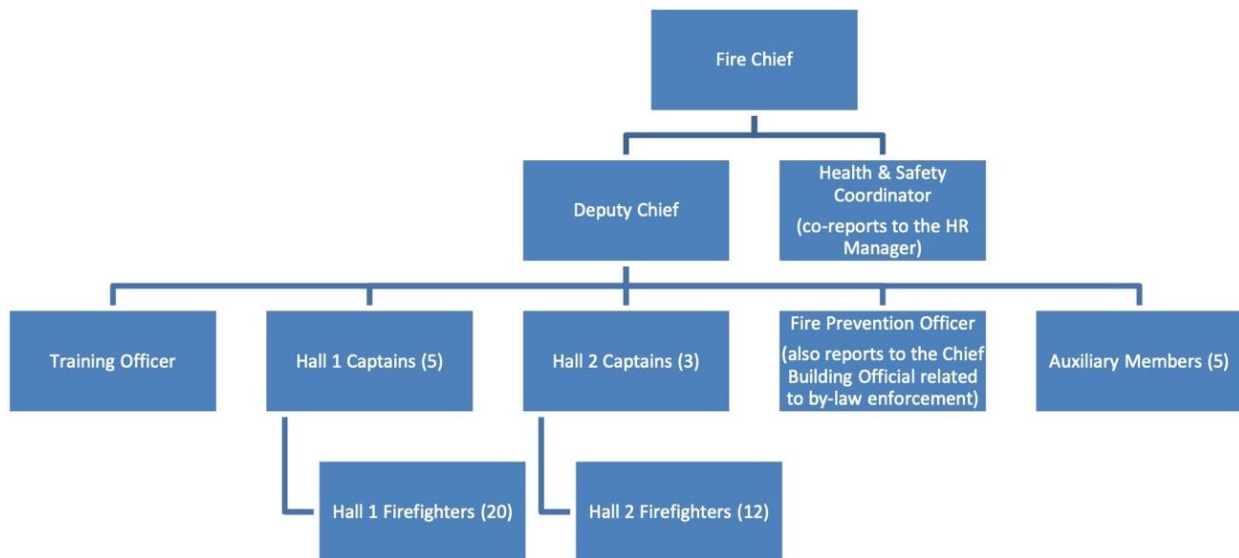 Fire Chief
Deputy Chief
Health & Safety
Coordinator
(co-reports to the HR
Manager)
Training Officer
Hall 1 Captains (5)
Hall 2 Captains (3)
Fire Prevention Officer
(also reports to the Chief
Building Official related
to by-law enforcement)
Auxiliary Members (5)
Hall 1 Firefighters (20)
Hall 2 Firefighters (12)